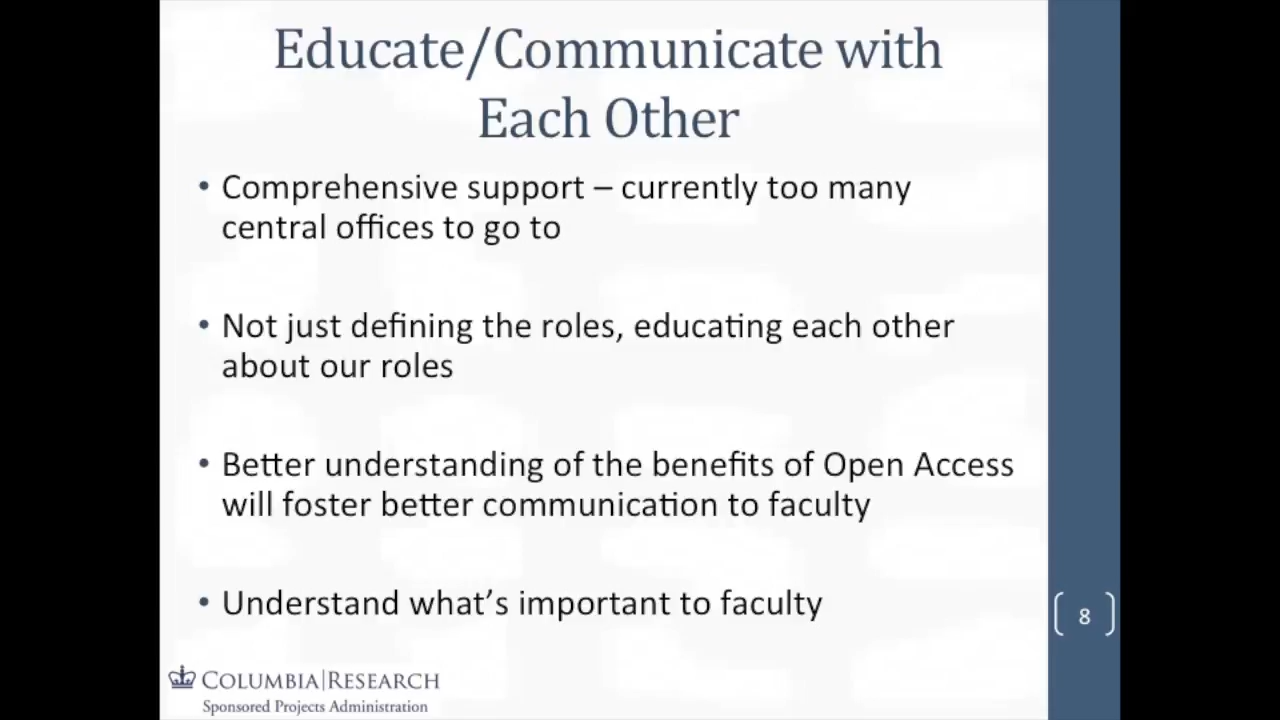 Educate/Communicate with
Each Other
• Comprehensive support – currently too many
central offices to go to
• Not just defining the roles, educating each other
about our roles
• Better understanding of the benefits of Open Access
will foster better communication to faculty
• Understand what's important to faculty
8
COLUMBIA|RESEARCH
Sponsored Projects Administration